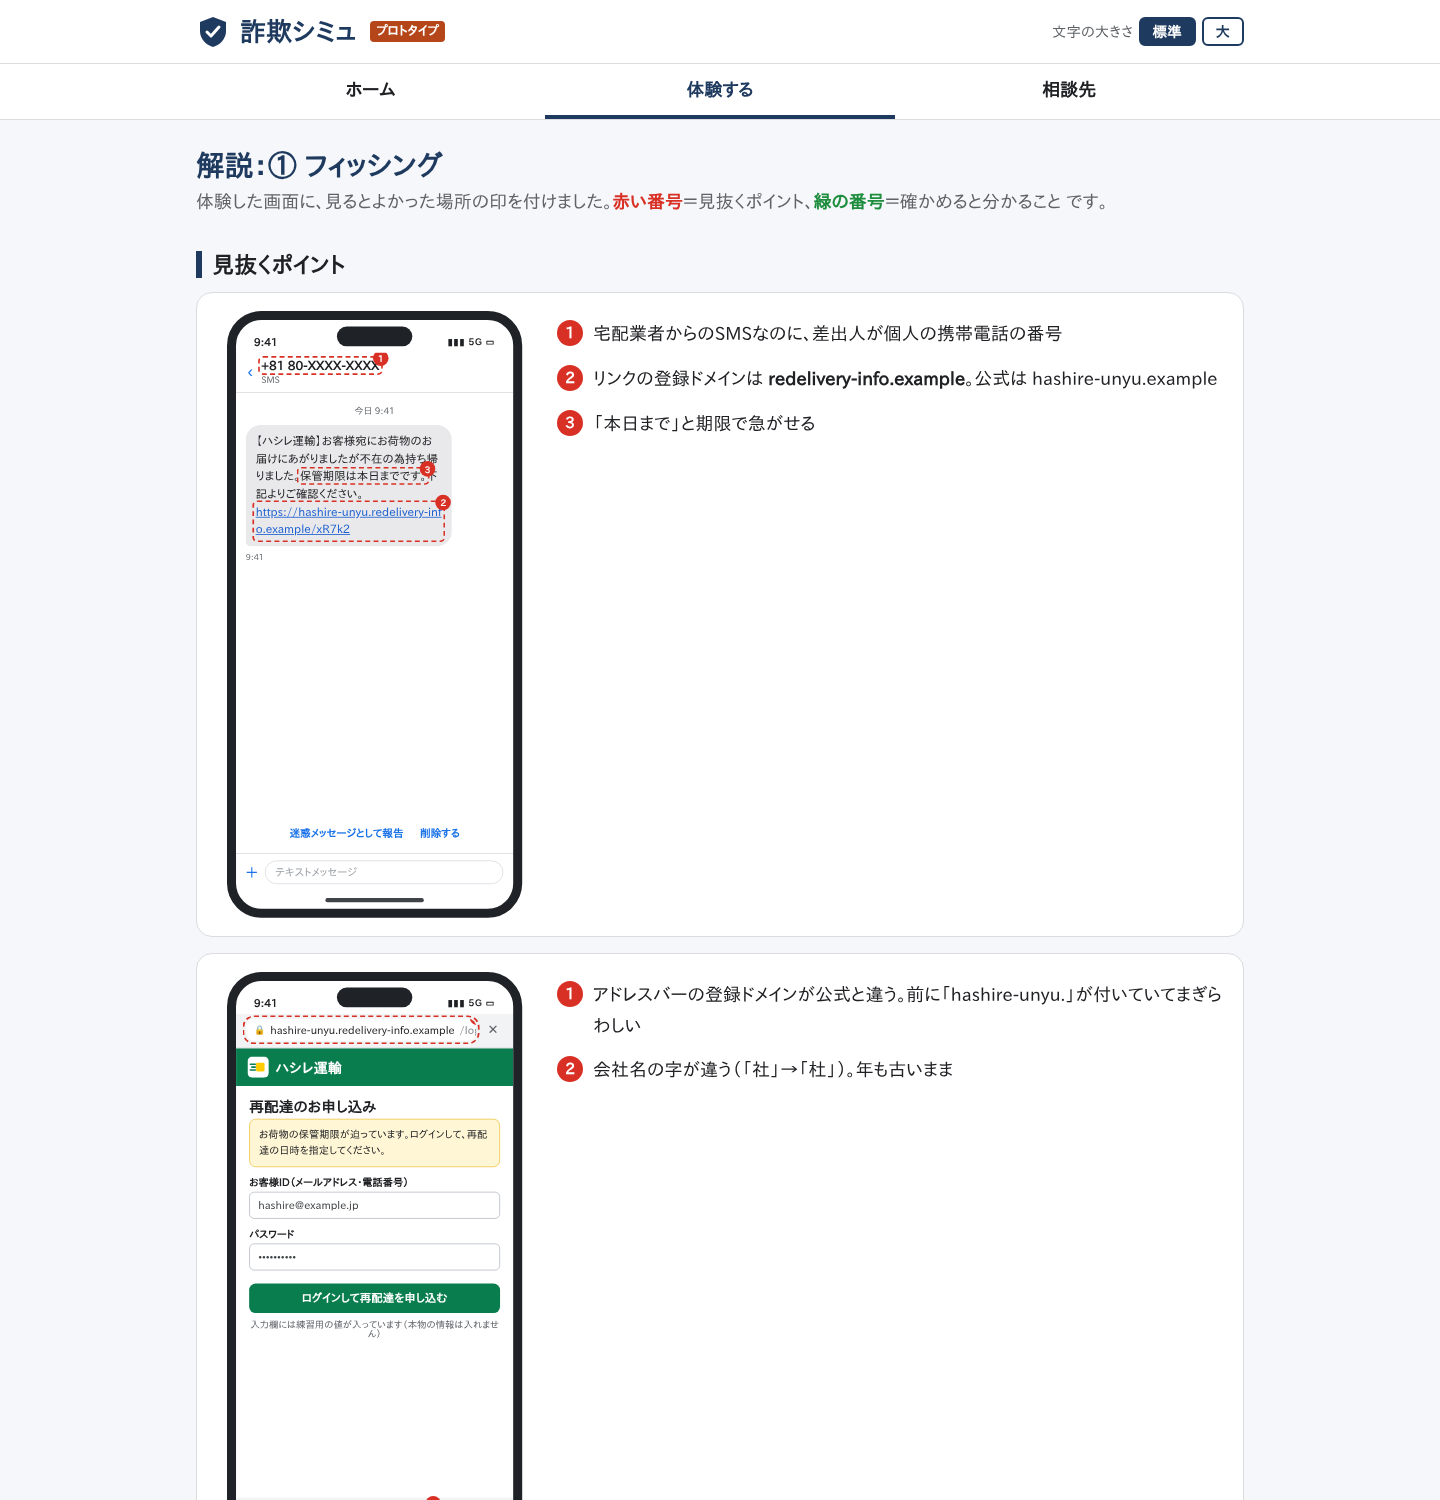 詐欺シミュ プロトタイプ
文字の大きさ 標準 大
ホーム 体験する 相談先
解説：① フィッシング
体験した画面に、見るとよかった場所の印を付けました。赤い番号＝見抜くポイント、緑の番号＝確かめると分かること です。
見抜くポイント
9:41 5G
+81 80-XXXX-XXXX 1
SMS
今日 9:41
【ハシレ運輸】お客様宛にお荷物のお
届けにあがりましたが不在の為持ち帰
りました。保管期限は本日までです。下 3
記よりご確認ください。
2
https://hashire-unyu.redelivery-inf
o.example/xR7k2
9:41
迷惑メッセージとして報告 削除する
+ テキストメッセージ
1 宅配業者からのSMSなのに、差出人が個人の携帯電話の番号
2 リンクの登録ドメインは redelivery-info.example。公式は hashire-unyu.example
3 「本日まで」と期限で急がせる
9:41 5G
hashire-unyu.redelivery-info.example ✕
ハシレ運輸
再配達のお申し込み
お荷物の保管期限が迫っています。ログインして、再配
達の日時を指定してください。
お客様ID（メールアドレス・電話番号）
hashire@example.jp
パスワード
••••••••••
ログインして再配達を申し込む
入力欄には練習用の値が入っています（本物の情報は入れませ
ん）
1 アドレスバーの登録ドメインが公式と違う。前に「hashire-unyu.」が付いていてまぎら
わしい
2 会社名の字が違う（「社」→「杜」）。年も古いまま